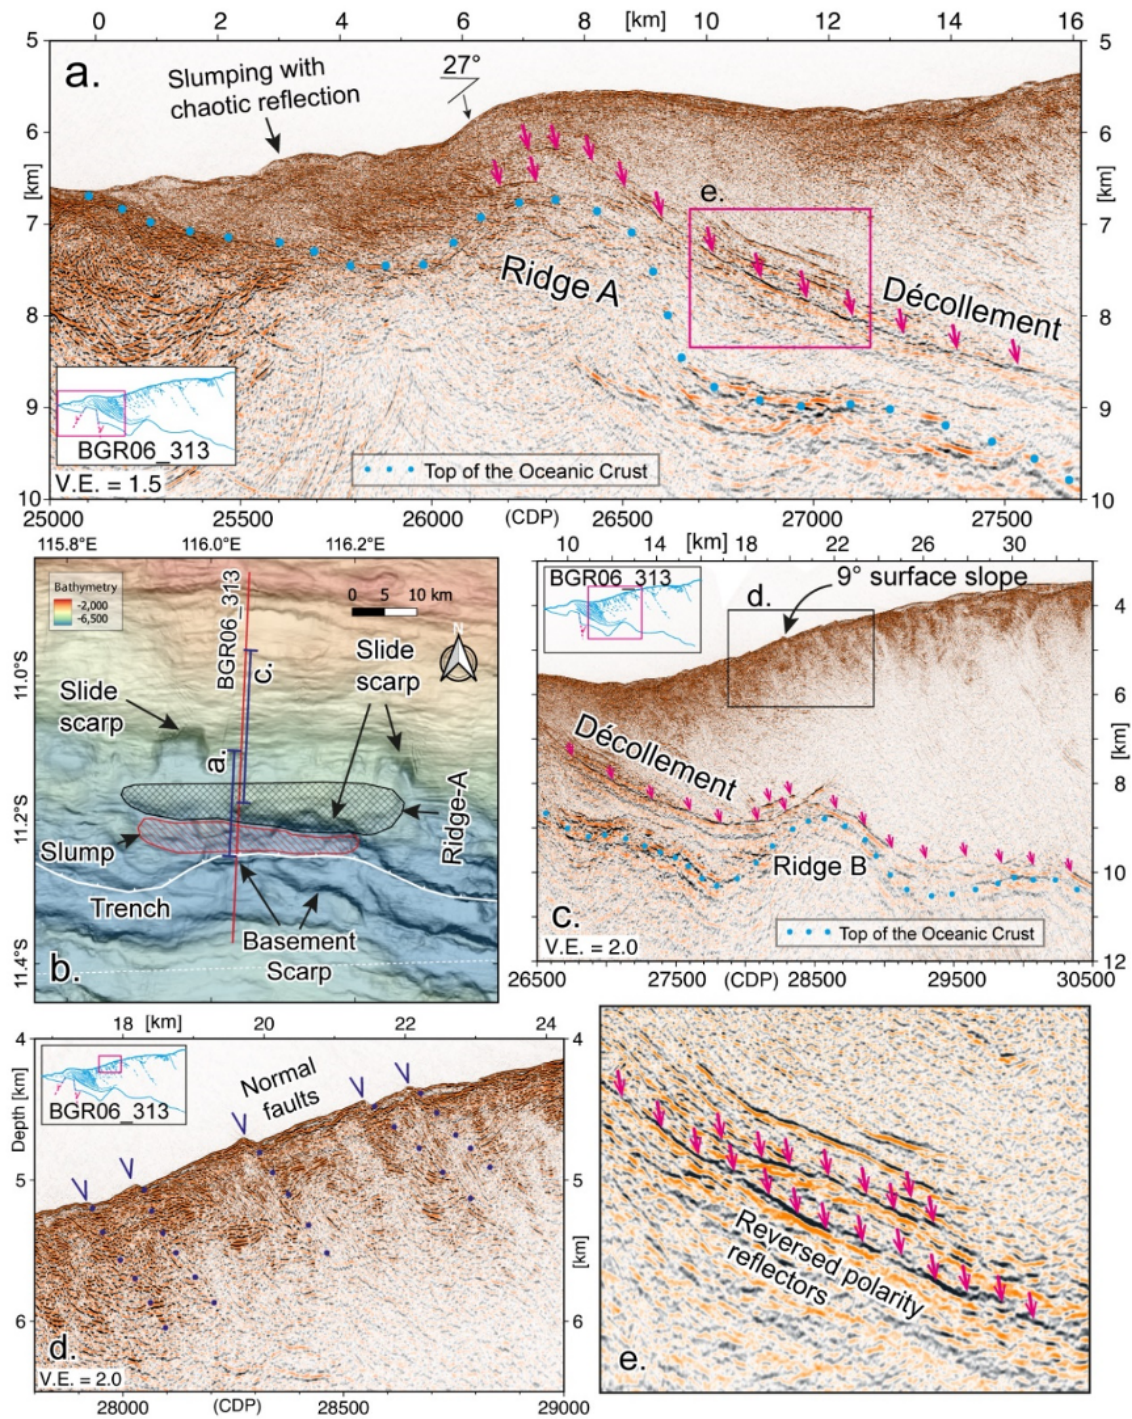 0 2 4 6 8 [km] 10 12 14 16
5 5
a.
Slumping with
chaotic reflection
27°
6 6
[km] [km]
e.
7 7
Ridge A
Décollement
8 8
9 9
BGR06_313
Top of the Oceanic Crust
V.E. = 1.5
10 10
25000 25500 26000 (CDP) 26500 27000 27500
115.8°E 116.0°E 116.2°E
Bathymetry
-2,000
-6,500
0 5 10 km
N
BGR06_313
c.
11.0°S
Slide
scarp
Slide
scarp
a.
11.2°S
Ridge-A
Slump
Trench
Basement
Scarp
11.4°S
b.
10 14 [km] 18 22 26 30
BGR06_313
9° surface slope
d.
4
6
[km]
Décollement
8
Ridge B
10
c.
Top of the Oceanic Crust
V.E. = 2.0
12
26500 27500 (CDP) 28500 29500 30500
18 [km] 20 22 24
4 4
BGR06_313
Normal
faults
Depth [km]
5 5
[km]
6 6
d.
V.E. = 2.0
28000 (CDP) 28500 29000
Reversed polarity
reflectors
e.